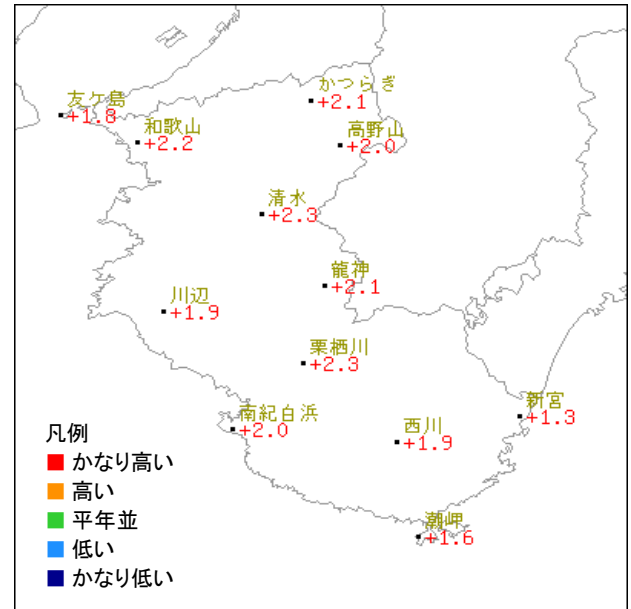 かつらぎ
+2.1
友ケ島
+1.8
和歌山
+2.2
高野山
+2.0
清水
+2.3
龍神
+2.1
川辺
+1.9
栗栖川
+2.3
南紀白浜
+2.0
西川
+1.9
新宮
+1.3
潮岬
+1.6
凡例
かなり高い
高い
平年並
低い
かなり低い